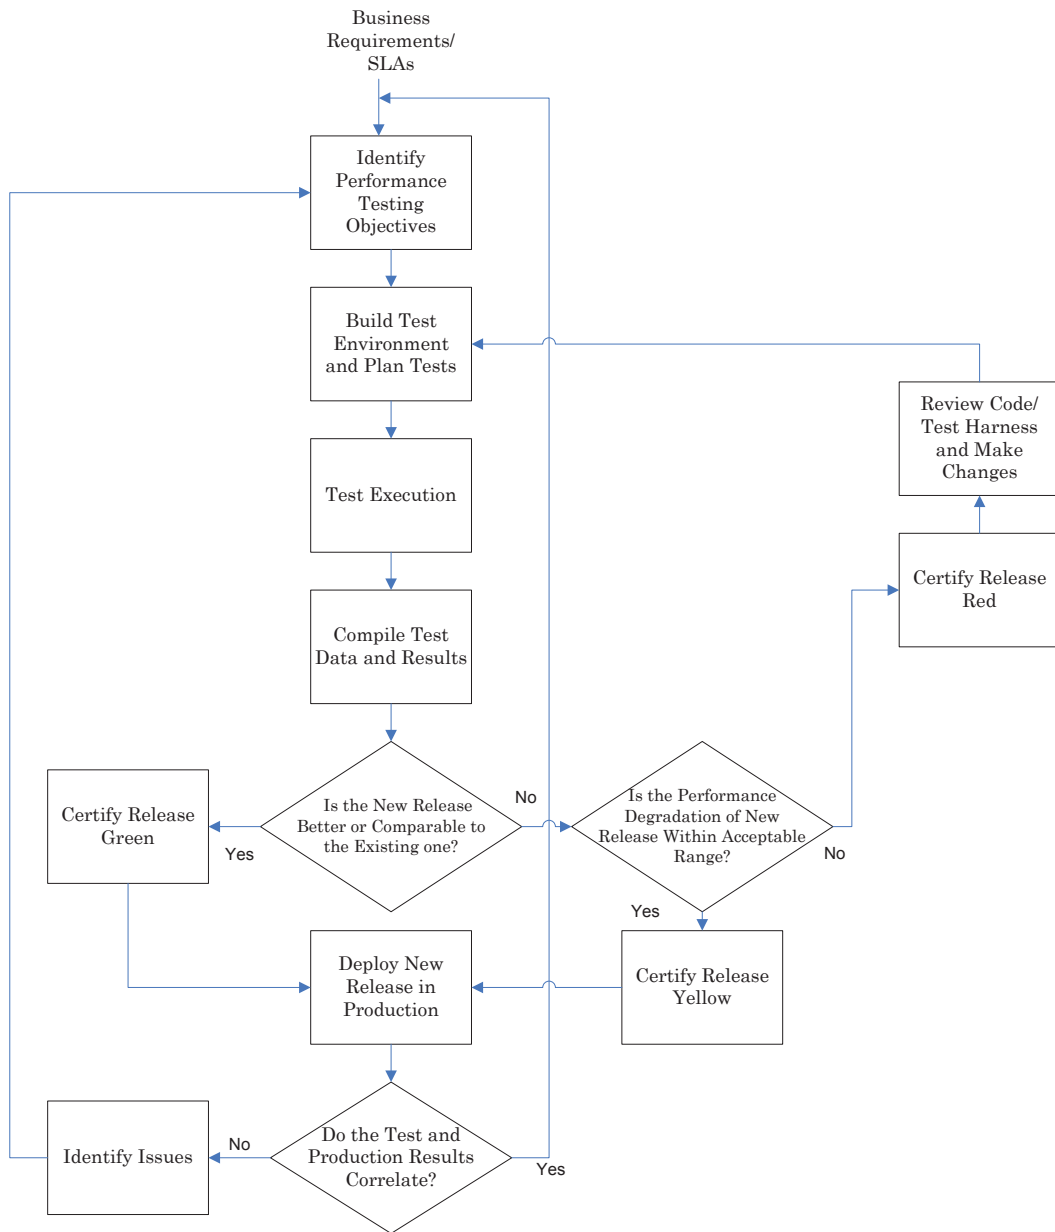 Business
Requirements/
SLAs
Identify
Performance
Testing
Objectives
Build Test
Environment
and Plan Tests
Review Code/
Test Harness
and Make
Changes
Test Execution
Certify Release
Red
Compile Test
Data and Results
Is the New Release
Better or Comparable to
the Existing one?
No
Yes
Is the Performance
Degradation of New
Release Within Acceptable
Range?
No
Yes
Certify Release
Green
Deploy New
Release in
Production
Certify Release
Yellow
Do the Test and
Production Results
Correlate?
No
Yes
Identify Issues